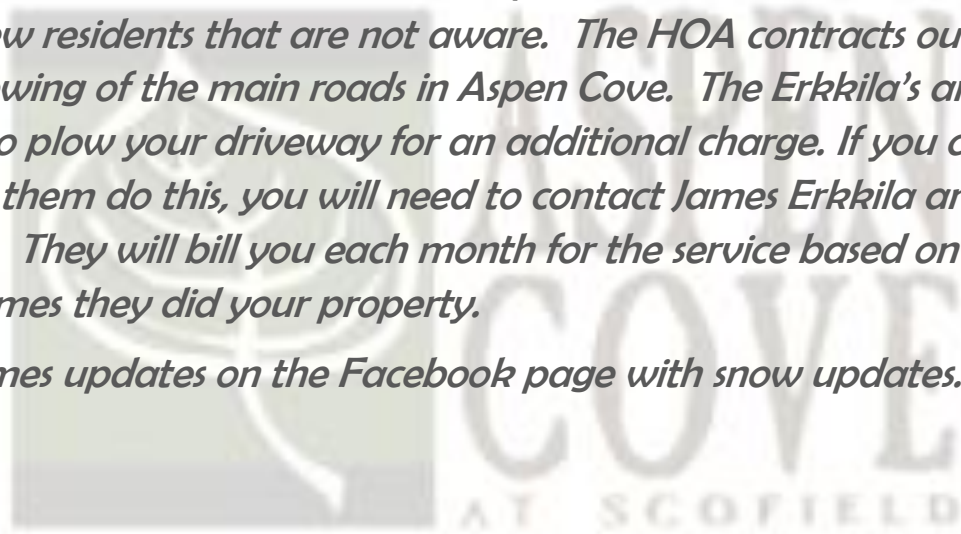 ew residents that are not aware. The HOA contracts ou
wing of the main roads in Aspen Cove. The Erkkila's ar
o plow your driveway for an additional charge. If you c
them do this, you will need to contact James Erkkila ar
They will bill you each month for the service based on
mes they did your property.
mes updates on the Facebook page with snow updates.
ASPEN
COVE
AT SCOFIELD